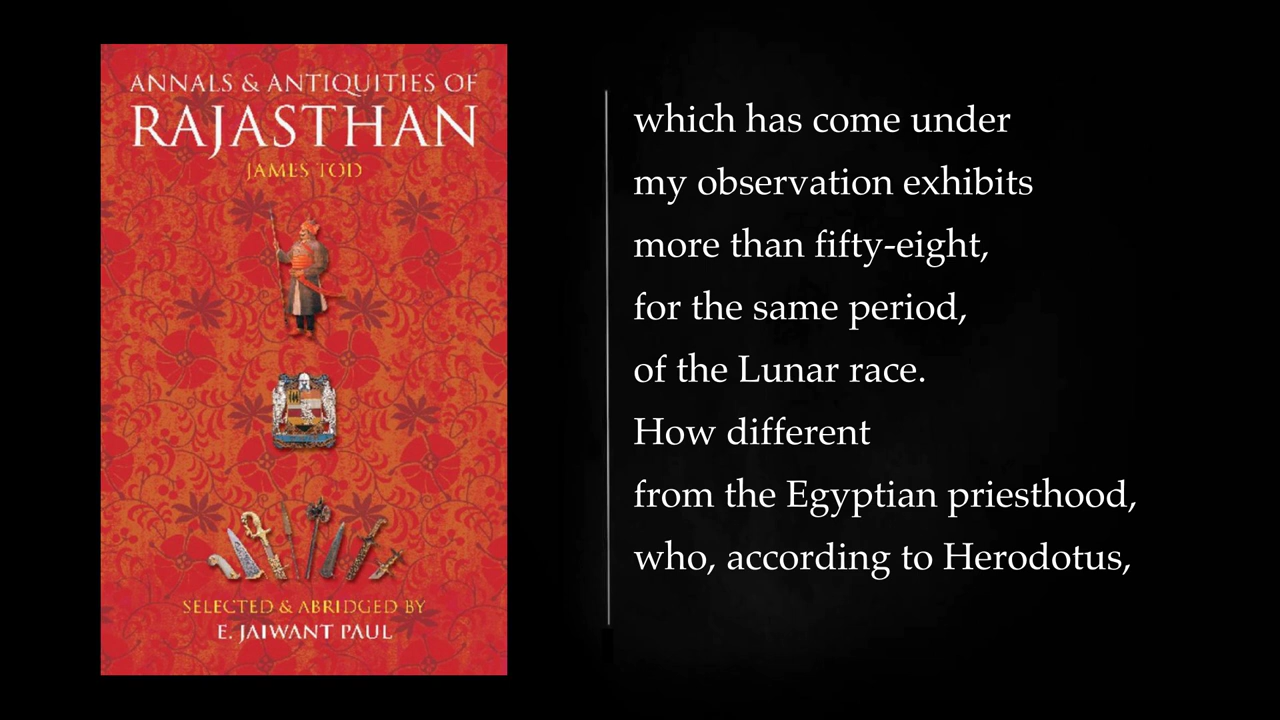 ANNALS & ANTIQUITIES OF
RAJASTHAN
JAMES TOD
SELECTED & ABRIDGED BY
E. JAIWANT PAUL
which has come under
my observation exhibits
more than fifty-eight,
for the same period,
of the Lunar race.
How different
from the Egyptian priesthood,
who, according to Herodotus,